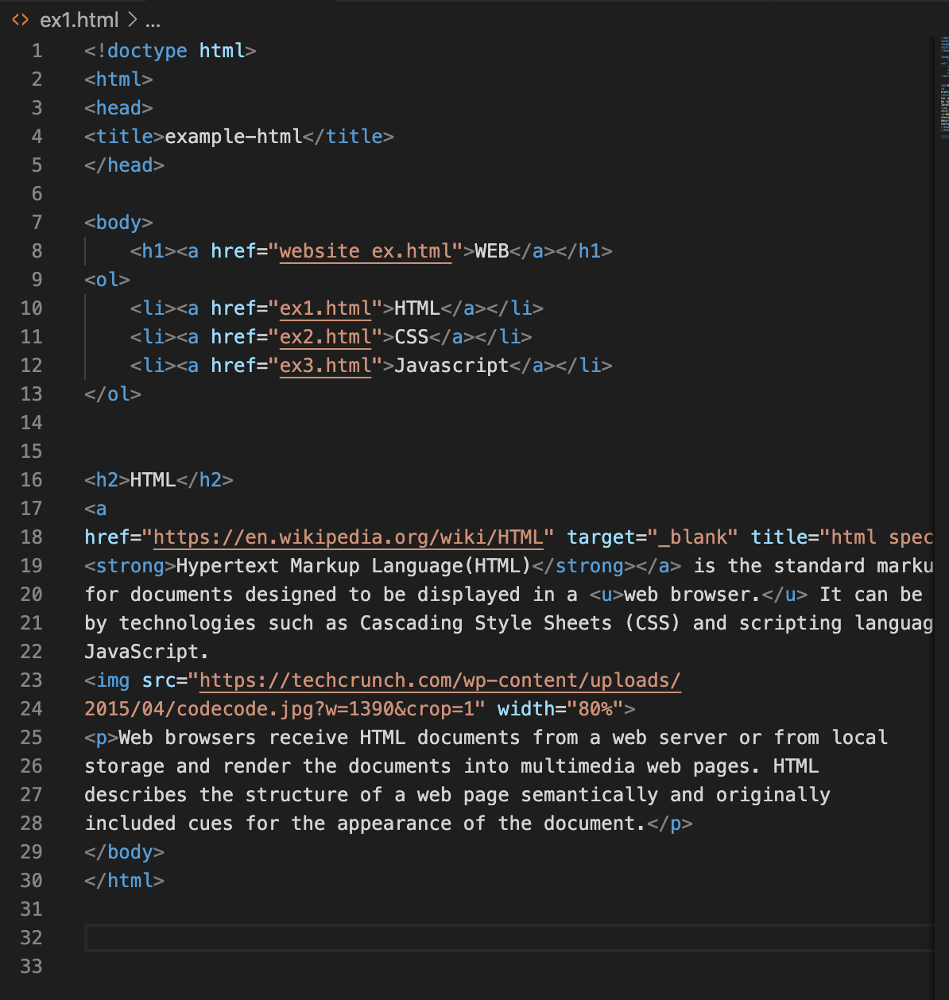 <> ex1.html > ...
1 <!doctype html>
2 <html>
3 <head>
4 <title>example-html</title>
5 </head>
6
7 <body>
8     <h1><a href="website ex.html">WEB</a></h1>
9 <ol>
10     <li><a href="ex1.html">HTML</a></li>
11     <li><a href="ex2.html">CSS</a></li>
12     <li><a href="ex3.html">Javascript</a></li>
13 </ol>
14
15
16 <h2>HTML</h2>
17 <a
18 href="https://en.wikipedia.org/wiki/HTML" target="_blank" title="html spec
19 <strong>Hypertext Markup Language(HTML)</strong></a> is the standard marku
20 for documents designed to be displayed in a <u>web browser.</u> It can be
21 by technologies such as Cascading Style Sheets (CSS) and scripting languag
22 JavaScript.
23 <img src="https://techcrunch.com/wp-content/uploads/
24 2015/04/codecode.jpg?w=1390&crop=1" width="80%">
25 <p>Web browsers receive HTML documents from a web server or from local
26 storage and render the documents into multimedia web pages. HTML
27 describes the structure of a web page semantically and originally
28 included cues for the appearance of the document.</p>
29 </body>
30 </html>
31
32
33